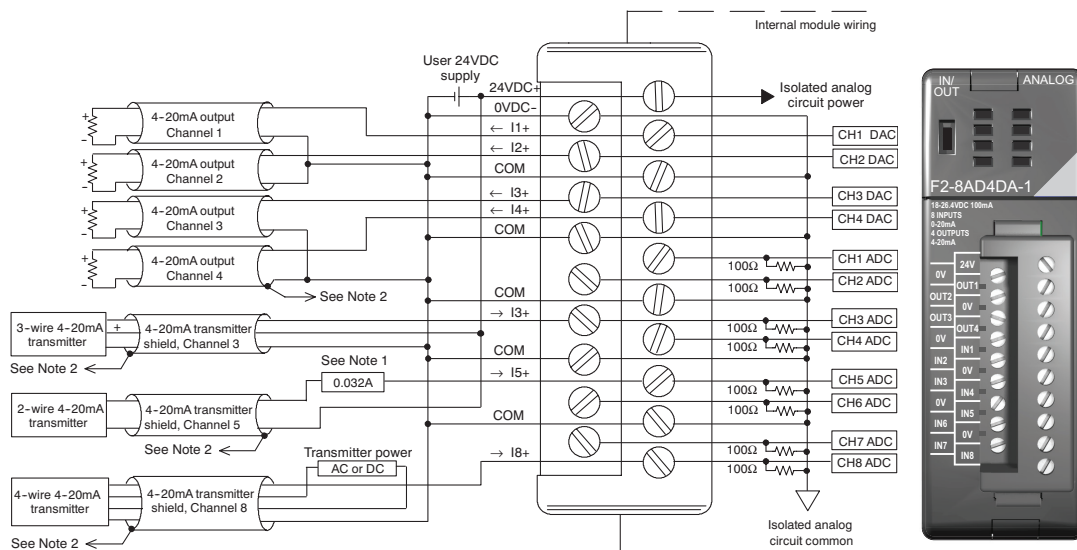 Internal module wiring
User 24VDC
supply
24VDC+
0VDC-
Isolated analog
circuit power
4-20mA output
Channel 1
+
-
← I1+
CH1 DAC
← I2+
CH2 DAC
4-20mA output
Channel 2
+
-
COM
← I3+
CH3 DAC
4-20mA output
Channel 3
+
-
← I4+
CH4 DAC
COM
4-20mA output
Channel 4
+
-
See Note 2
100Ω
CH1 ADC
100Ω
CH2 ADC
COM
3-wire 4-20mA
transmitter
+
4-20mA transmitter
shield, Channel 3
→ I3+
See Note 2
100Ω
CH3 ADC
100Ω
CH4 ADC
COM
See Note 1
0.032A
→ I5+
2-wire 4-20mA
transmitter
4-20mA transmitter
shield, Channel 5
See Note 2
100Ω
CH5 ADC
100Ω
CH6 ADC
COM
Transmitter power
AC or DC
→ I8+
4-wire 4-20mA
transmitter
4-20mA transmitter
shield, Channel 8
See Note 2
100Ω
CH7 ADC
100Ω
CH8 ADC
Isolated analog
circuit common
IN/
OUT
ANALOG
F2-8AD4DA-1
18-26.4VDC 100mA
8 INPUTS
0-20mA
4 OUTPUTS
4-20mA
24V
0V
OUT1
OUT2
0V
OUT3
OUT4
0V
IN1
IN2
0V
IN3
IN4
0V
IN5
IN6
0V
IN7
IN8